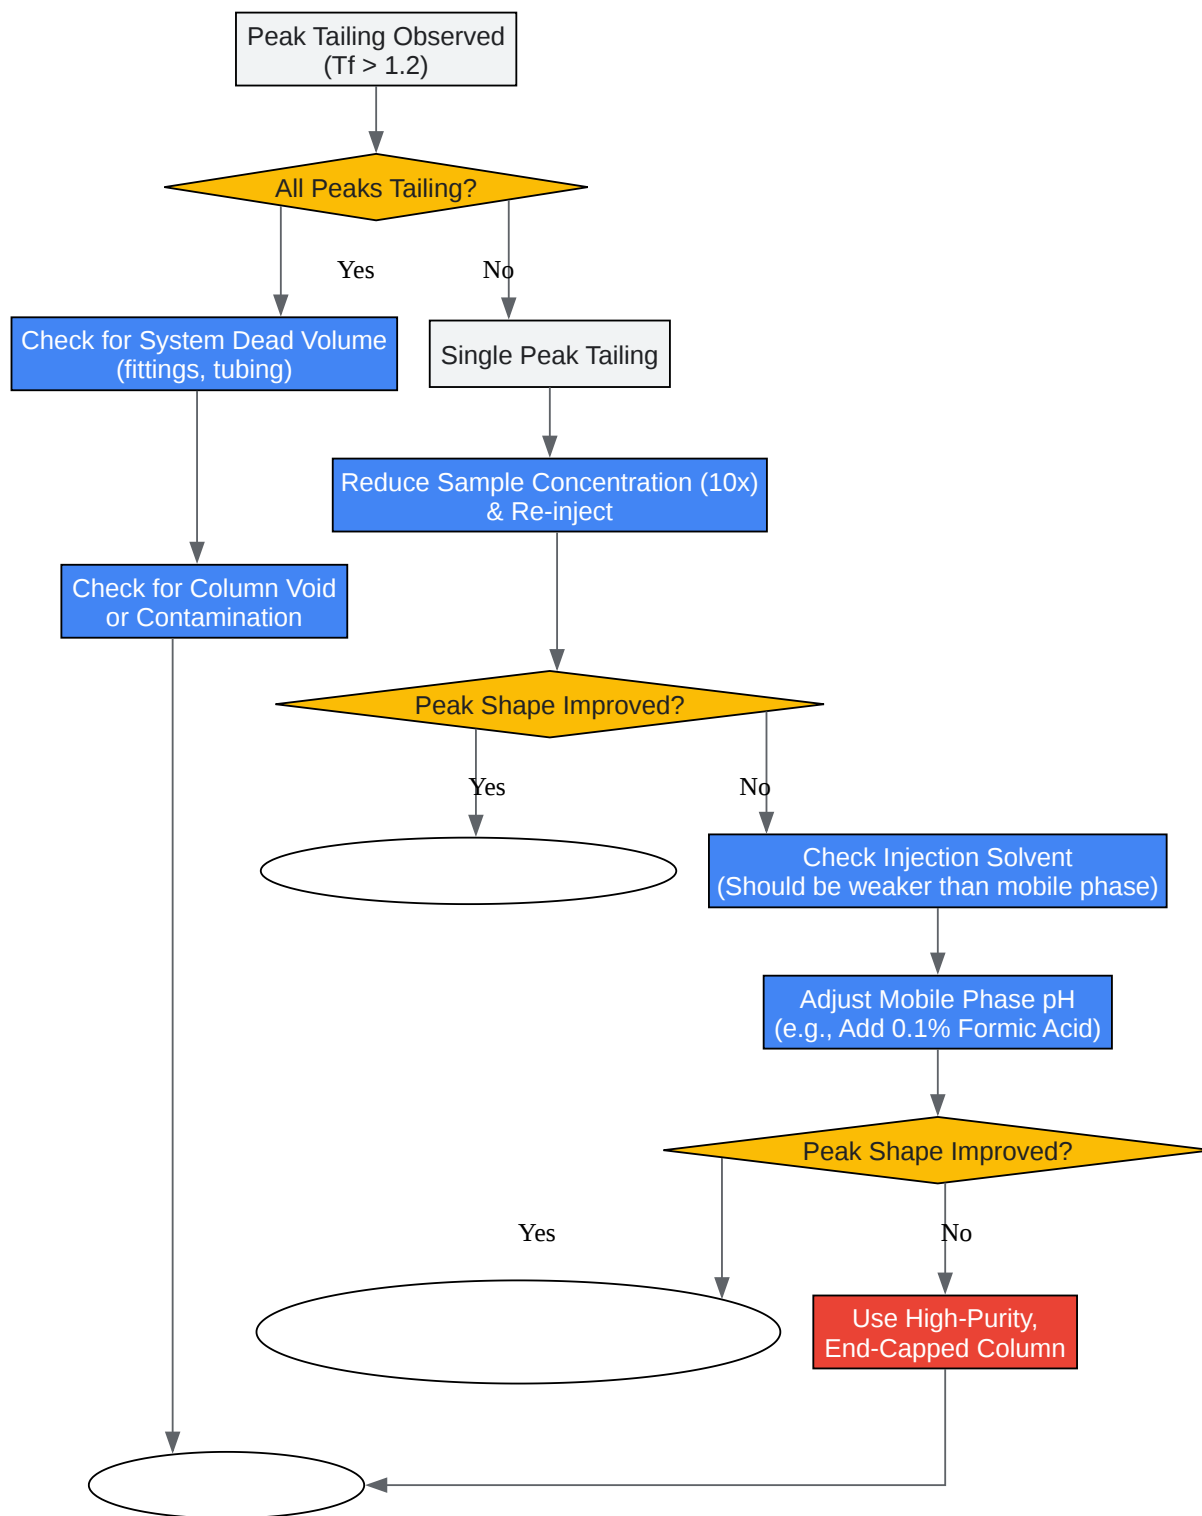 Peak Tailing Observed
(Tf > 1.2)
All Peaks Tailing?
Yes
No
Check for System Dead Volume
(fittings, tubing)
Single Peak Tailing
Reduce Sample Concentration (10x)
& Re-inject
Check for Column Void
or Contamination
Peak Shape Improved?
Yes
No
Check Injection Solvent
(Should be weaker than mobile phase)
Adjust Mobile Phase pH
(e.g., Add 0.1% Formic Acid)
Peak Shape Improved?
Yes
No
Use High-Purity,
End-Capped Column